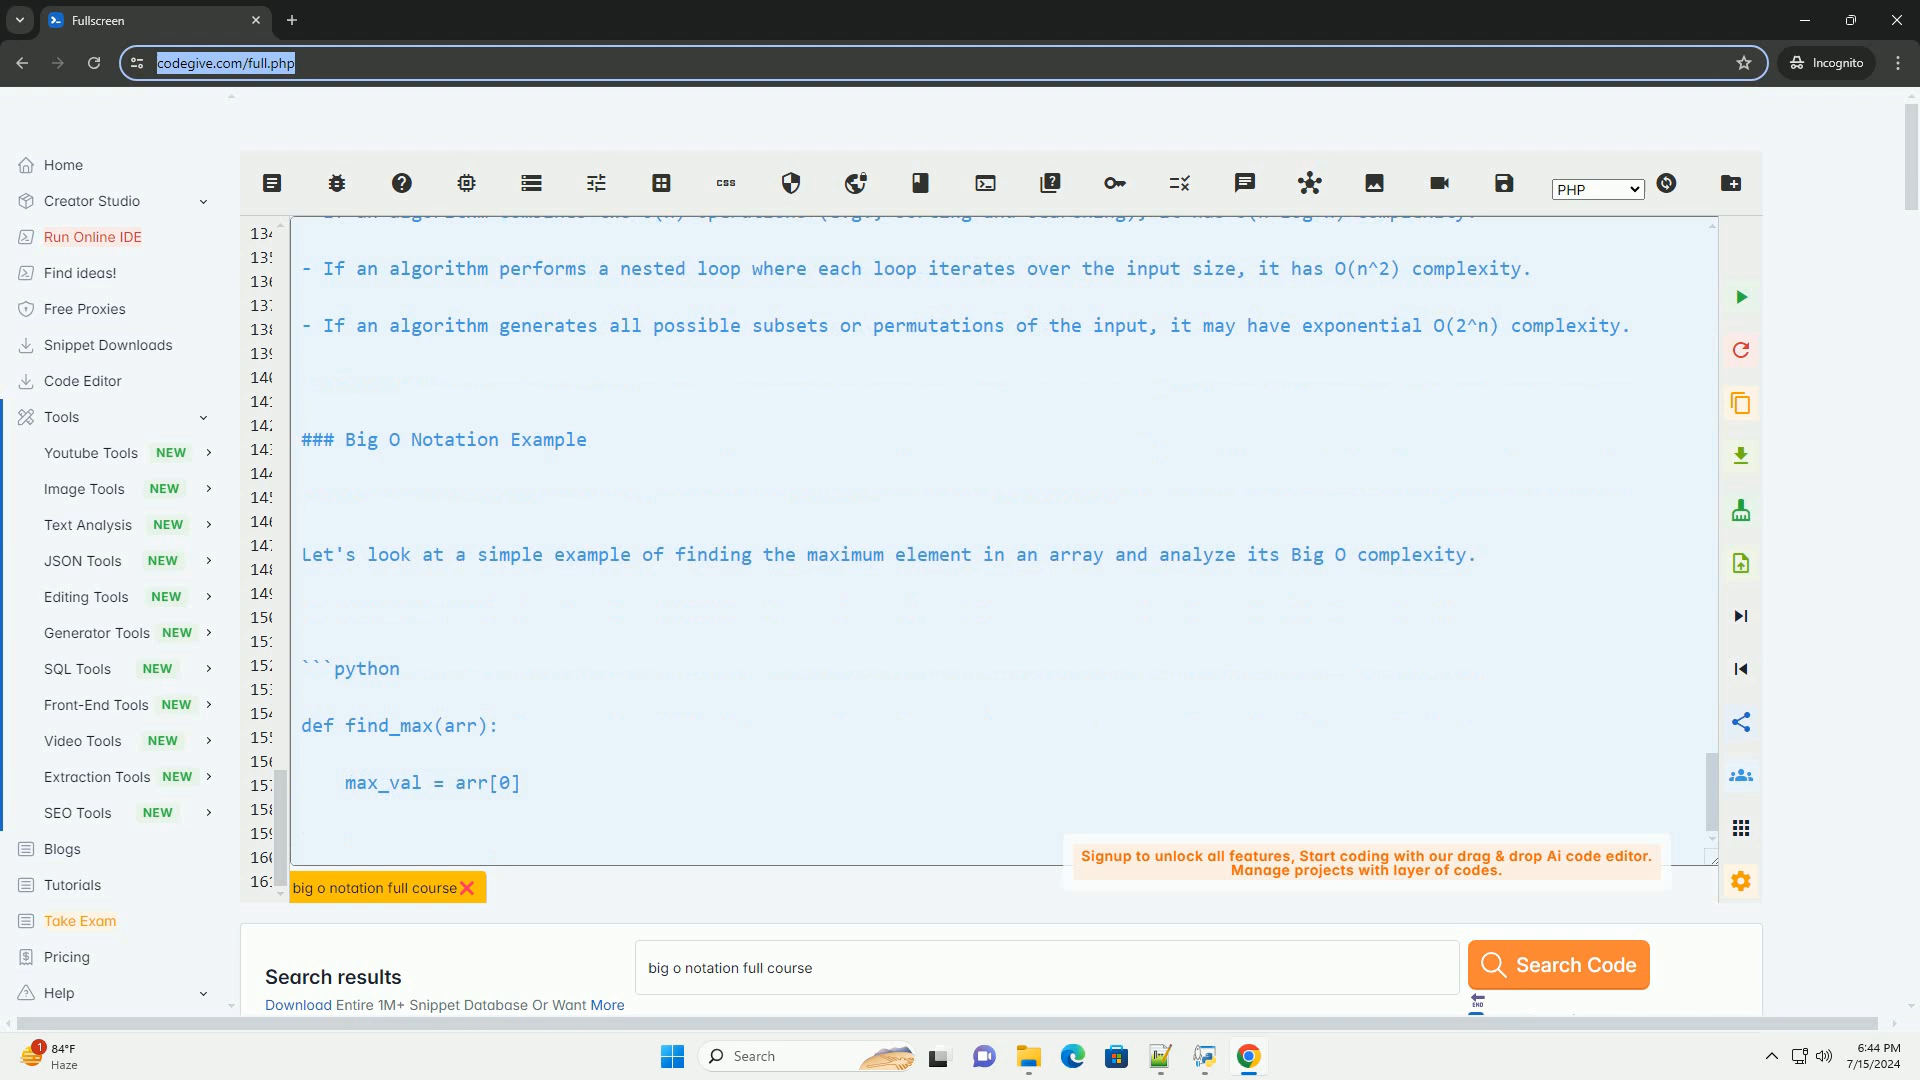 Fullscreen
codegive.com/full.php
Incognito
Home
Creator Studio
Run Online IDE
Find ideas!
Free Proxies
Snippet Downloads
Code Editor
Tools
Youtube Tools NEW
Image Tools NEW
Text Analysis NEW
JSON Tools NEW
Editing Tools NEW
Generator Tools NEW
SQL Tools NEW
Front-End Tools NEW
Video Tools NEW
Extraction Tools NEW
SEO Tools NEW
Blogs
Tutorials
Take Exam
Pricing
Help
CSS
PHP
- If an algorithm performs a nested loop where each loop iterates over the input size, it has O(n^2) complexity.
- If an algorithm generates all possible subsets or permutations of the input, it may have exponential O(2^n) complexity.
### Big O Notation Example
Let's look at a simple example of finding the maximum element in an array and analyze its Big O complexity.
```python
def find_max(arr):
max_val = arr[0]
Signup to unlock all features, Start coding with our drag & drop Ai code editor.
Manage projects with layer of codes.
big o notation full course
Search results
Download Entire 1M+ Snippet Database Or Want More
big o notation full course
Search Code
END
1
84°F
Haze
Search
6:44 PM
7/15/2024